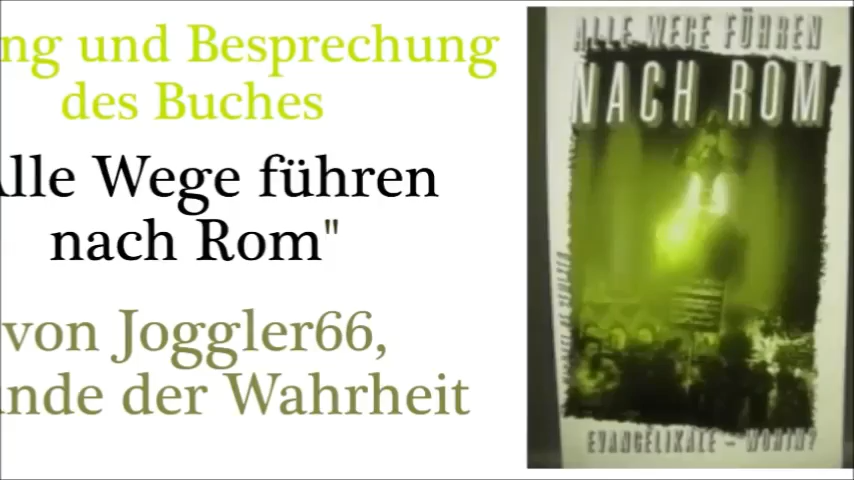 ng und Besprechung
des Buches
lle Wege führen
nach Rom"
von Joggler66,
nde der Wahrheit
ALLE WEGE FÜHREN
NACH ROM
EVANGELIKALE - WOHIN?